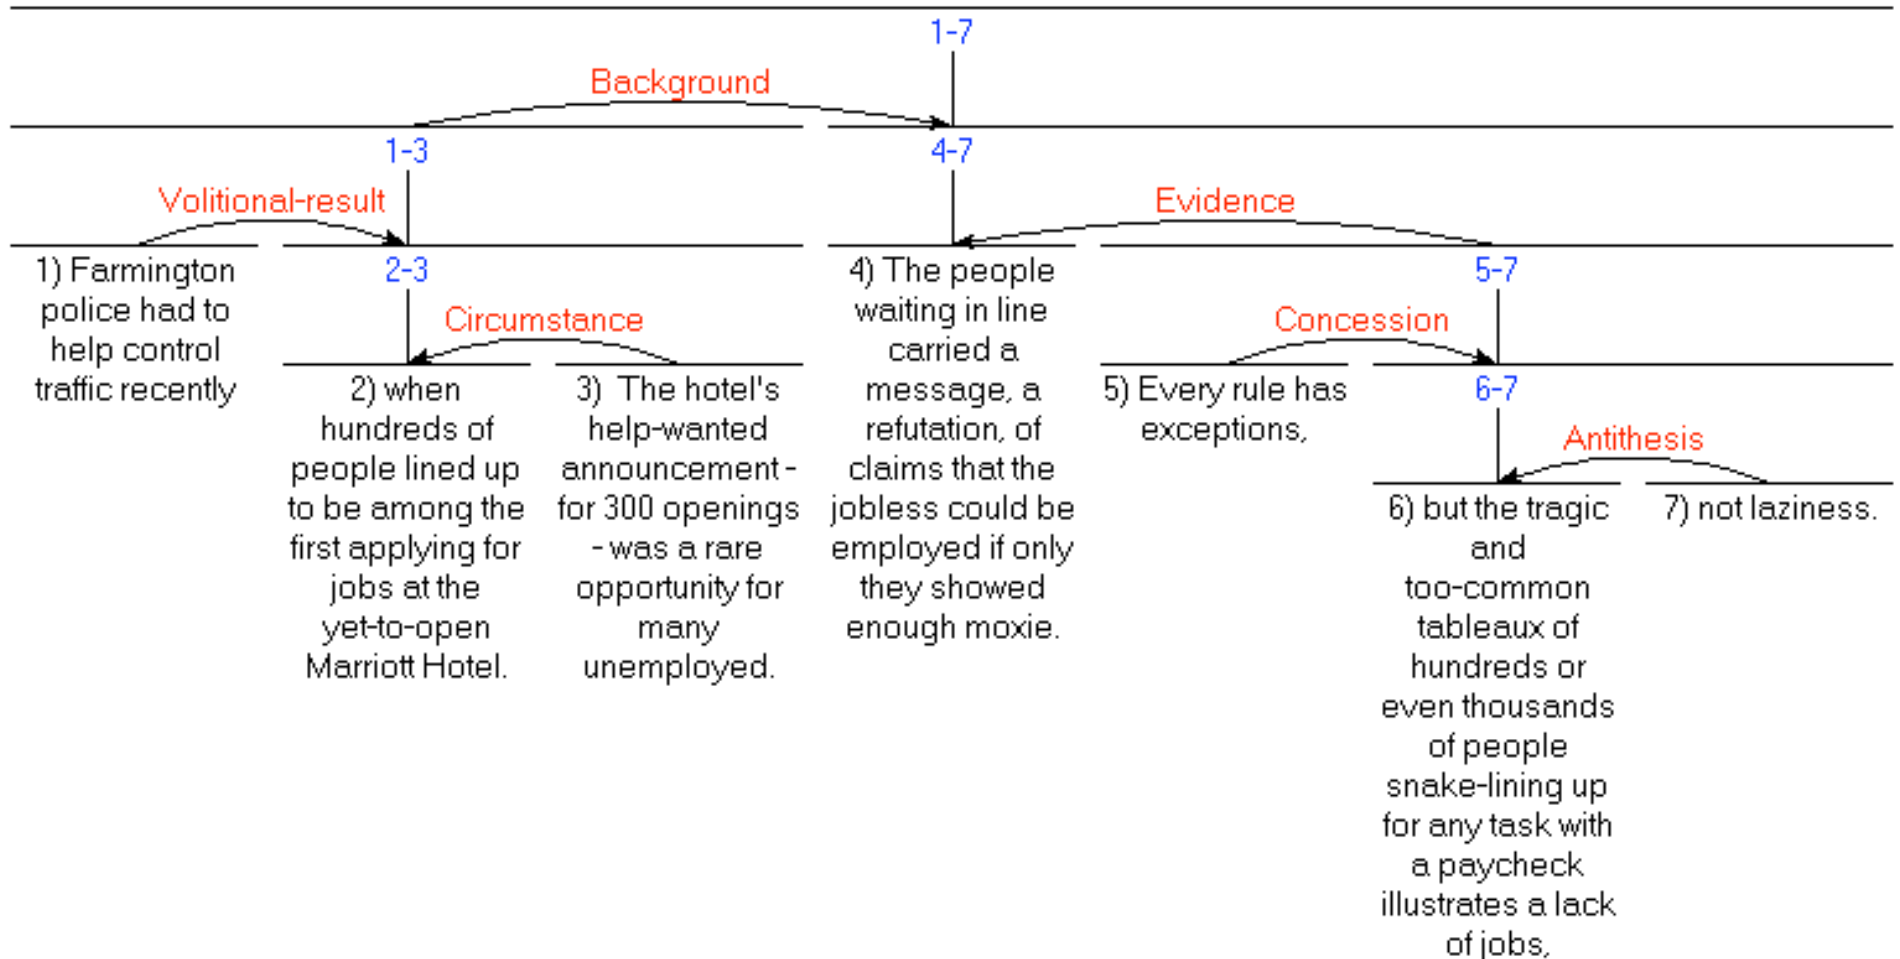 1-7
Background
1-3
4-7
Volitional-result
Evidence
1) Farmington
police had to
help control
traffic recently
2-3
Circumstance
2) when
hundreds of
people lined up
to be among the
first applying for
jobs at the
yet-to-open
Marriott Hotel.
3) The hotel's
help-wanted
announcement -
for 300 openings
- was a rare
opportunity for
many
unemployed.
4) The people
waiting in line
carried a
message, a
refutation, of
claims that the
jobless could be
employed if only
they showed
enough moxie.
5-7
Concession
5) Every rule has
exceptions,
6-7
Antithesis
6) but the tragic
and
too-common
tableaux of
hundreds or
even thousands
of people
snake-lining up
for any task with
a paycheck
illustrates a lack
of jobs,
7) not laziness.